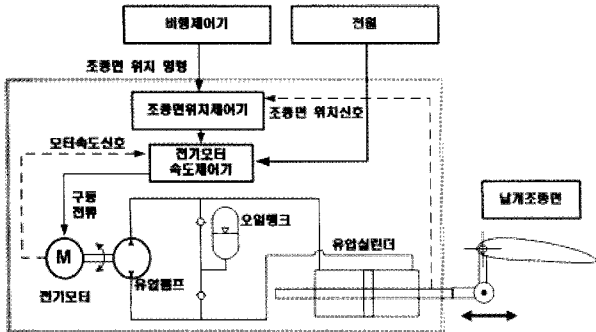 비행제어기
전원
조종면 위치 명령
조종면위치제어기
조종면 위치신호
모터속도신호
전기모터
속도제어기
구동
전류
오일탱크
날개조종면
유압실린더
M
유압펌프
전기모터